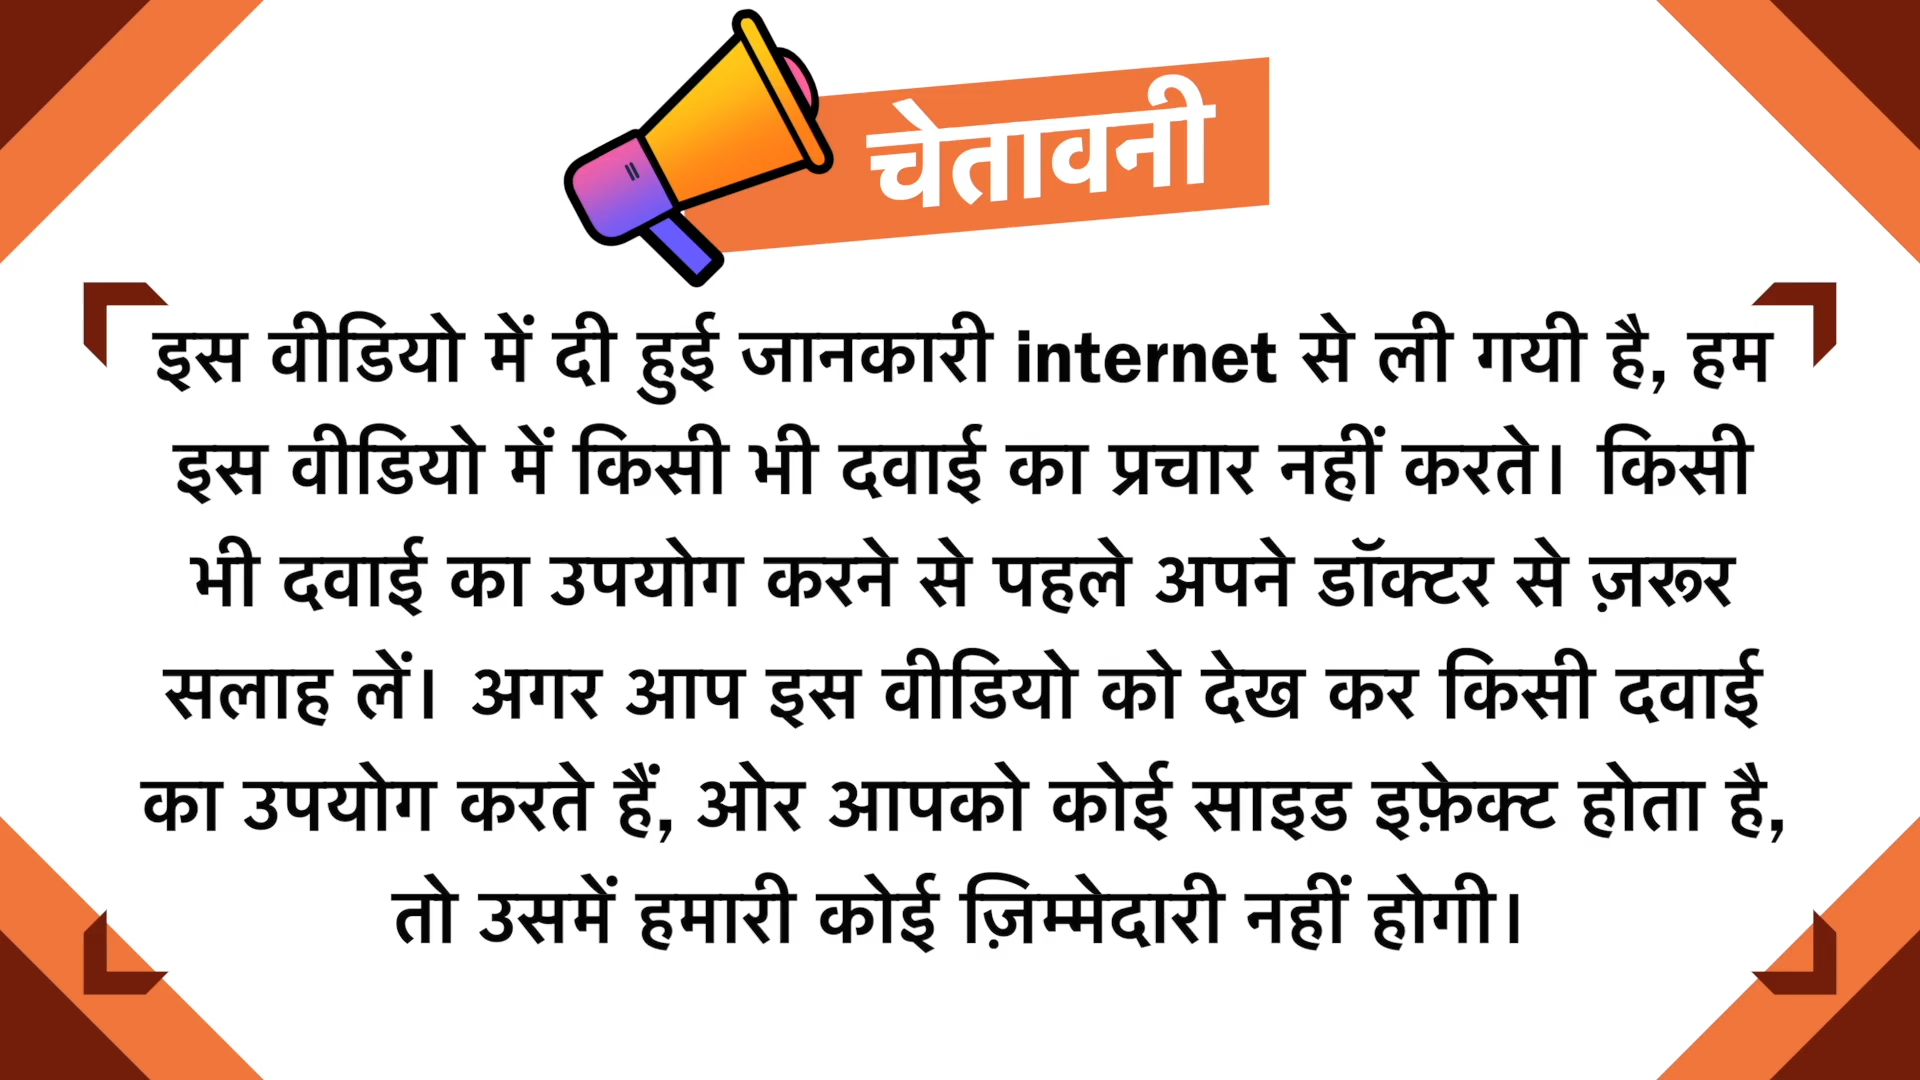 चेतावनी
इस वीडियो में दी हुई जानकारी internet से ली गयी है, हम
इस वीडियो में किसी भी दवाई का प्रचार नहीं करते। किसी
भी दवाई का उपयोग करने से पहले अपने डॉक्टर से ज़रूर
सलाह लें। अगर आप इस वीडियो को देख कर किसी दवाई
का उपयोग करते हैं, ओर आपको कोई साइड इफ़ेक्ट होता है,
तो उसमें हमारी कोई ज़िम्मेदारी नहीं होगी।